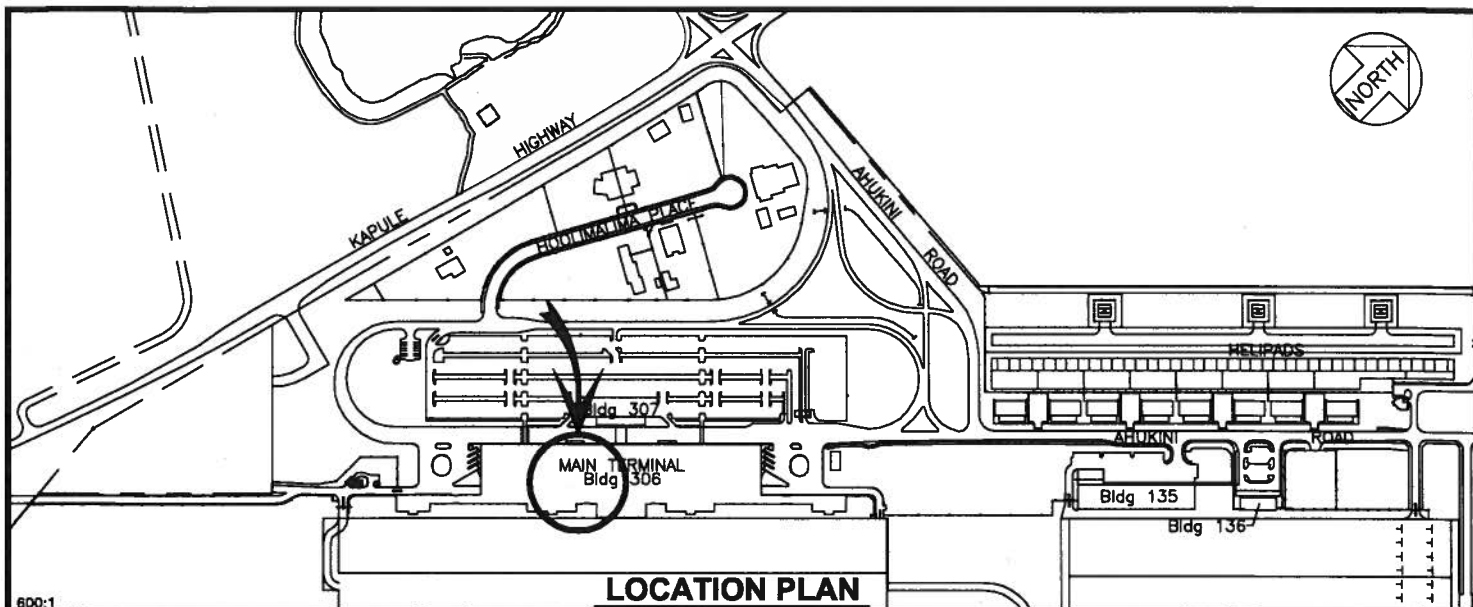 NORTH
KAPULE HIGHWAY
HOOLIMALIMA PLACE
AHUKINI ROAD
HELIPADS
Bldg 307
AHUKINI ROAD
MAIN TERMINAL
Bldg 306
Bldg 135
Bldg 136
LOCATION PLAN
600:1